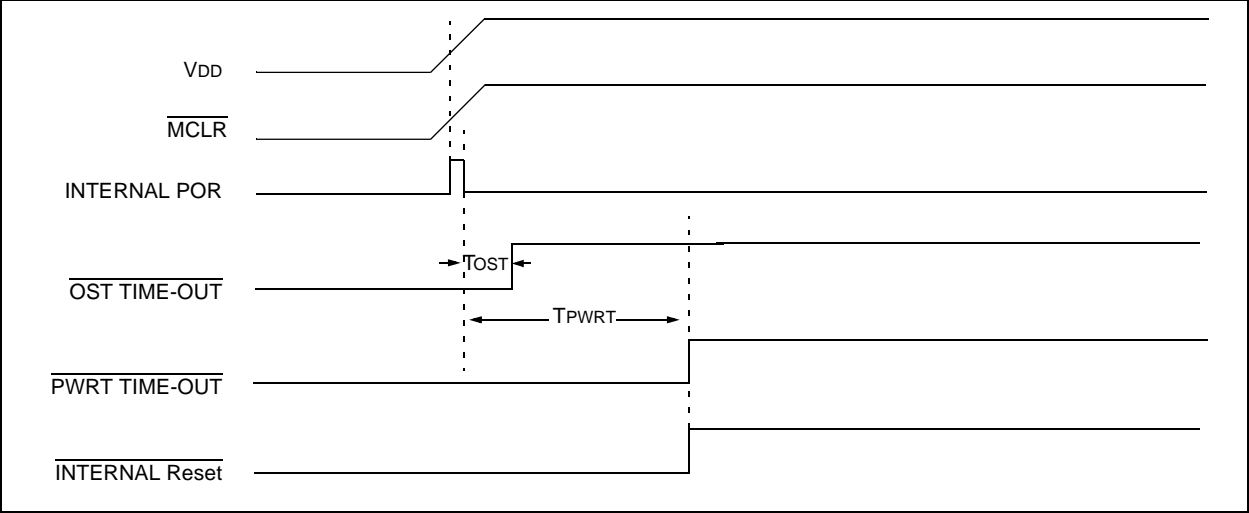 VDD
MCLR
INTERNAL POR
TOST
OST TIME-OUT
TPWRT
PWRT TIME-OUT
INTERNAL Reset